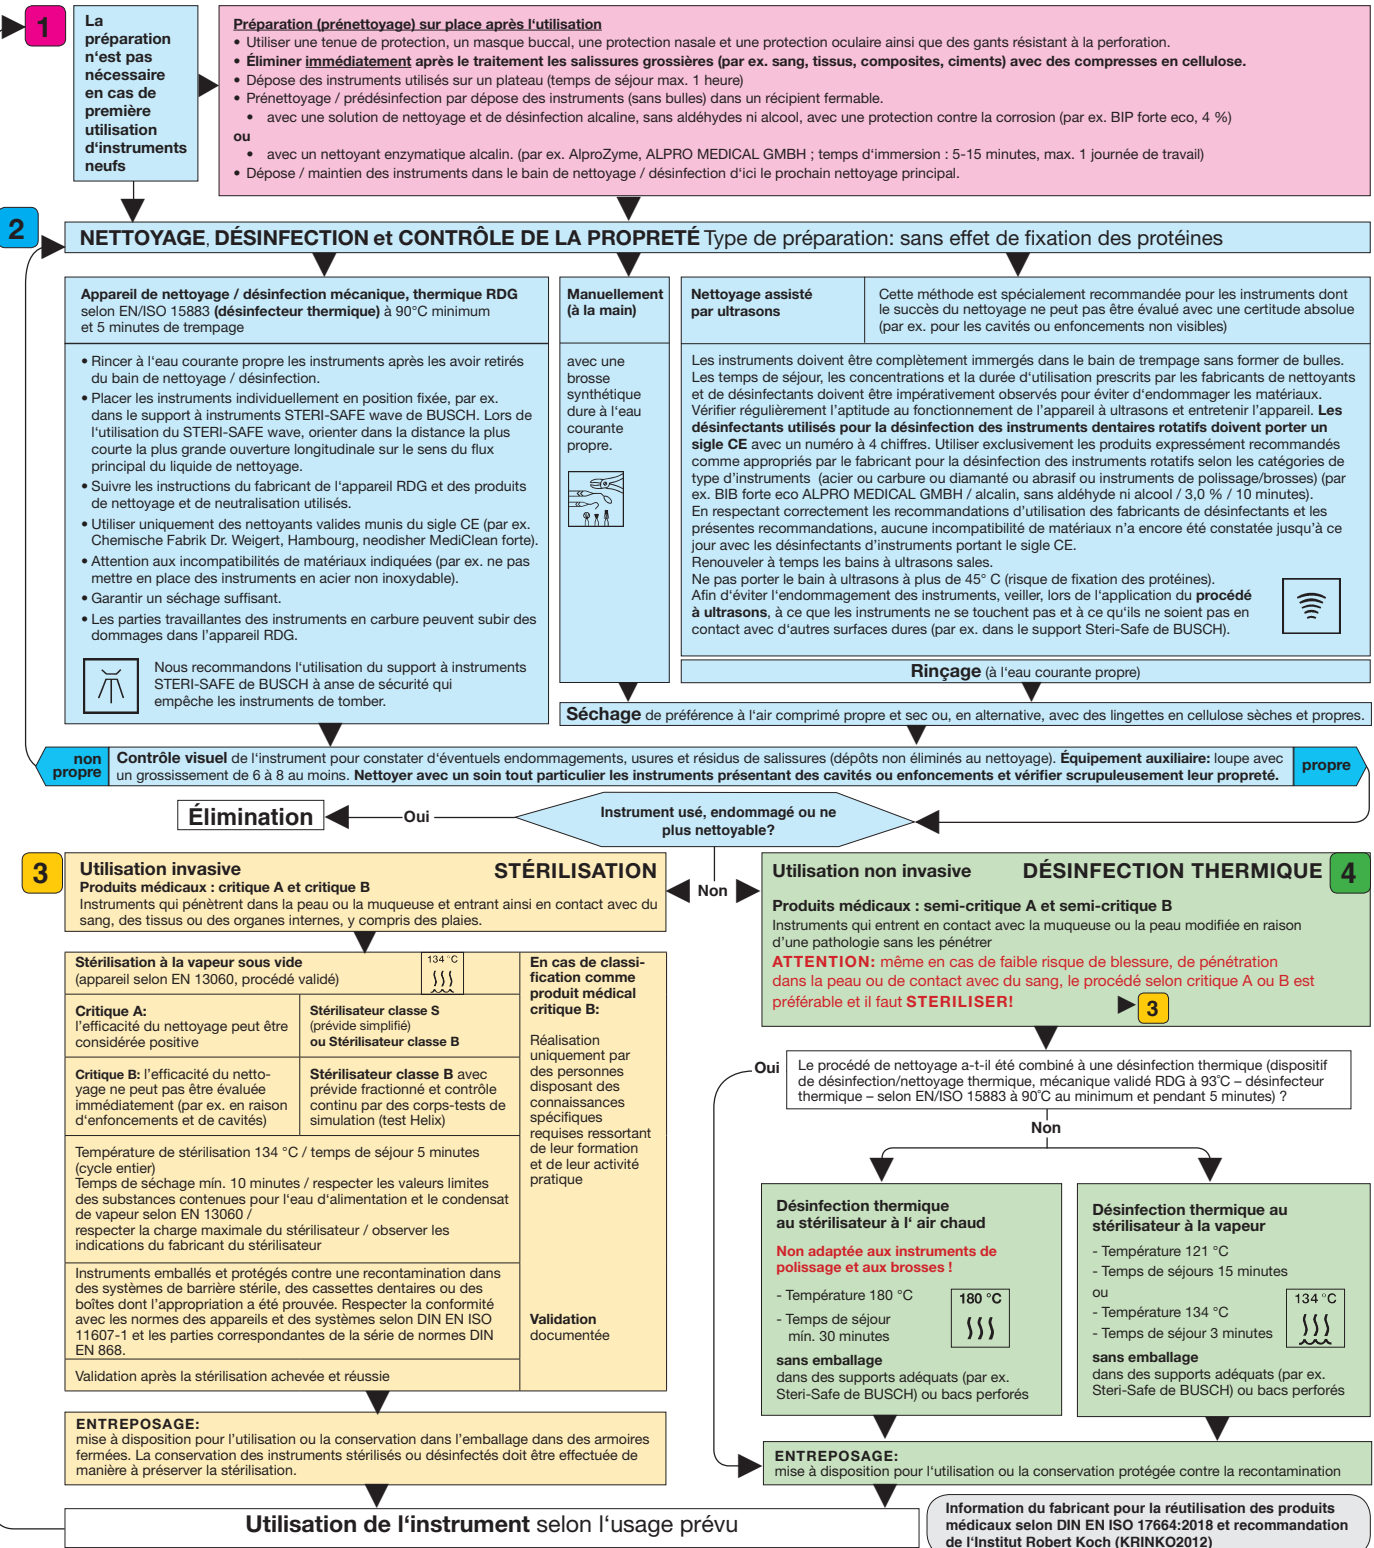 1
La
préparation
n‘est pas
nécessaire
en cas de
première
utilisation
d‘instruments
neufs
Préparation (prénettoyage) sur place après l‘utilisation
• Utiliser une tenue de protection, un masque buccal, une protection nasale et une protection oculaire ainsi que des gants résistant à la perforation.
• Éliminer immédiatement après le traitement les salissures grossières (par ex. sang, tissus, composites, ciments) avec des compresses en cellulose.
• Dépose des instruments utilisés sur un plateau (temps de séjour max. 1 heure)
• Prénettoyage / prédésinfection par dépose des instruments (sans bulles) dans un récipient fermable.
• avec une solution de nettoyage et de désinfection alcaline, sans aldéhydes ni alcool, avec une protection contre la corrosion (par ex. BIP forte eco, 4 %)
ou
• avec un nettoyant enzymatique alcalin. (par ex. AlproZyme, ALPRO MEDICAL GMBH ; temps d‘immersion : 5-15 minutes, max. 1 journée de travail)
• Dépose / maintien des instruments dans le bain de nettoyage / désinfection d‘ici le prochain nettoyage principal.
2
NETTOYAGE, DÉSINFECTION et CONTRÔLE DE LA PROPRETÉ Type de préparation: sans effet de fixation des protéines
Appareil de nettoyage / désinfection mécanique, thermique RDG
selon EN/ISO 15883 (désinfecteur thermique) à 90°C minimum
et 5 minutes de trempage
• Rincer à l‘eau courante propre les instruments après les avoir retirés
du bain de nettoyage / désinfection.
• Placer les instruments individuellement en position fixée, par ex.
dans le support à instruments STERI-SAFE wave de BUSCH. Lors de
l‘utilisation du STERI-SAFE wave, orienter dans la distance la plus
courte la plus grande ouverture longitudinale sur le sens du flux
principal du liquide de nettoyage.
• Suivre les instructions du fabricant de l‘appareil RDG et des produits
de nettoyage et de neutralisation utilisés.
• Utiliser uniquement des nettoyants valides munis du sigle CE (par ex.
Chemische Fabrik Dr. Weigert, Hambourg, neodisher MediClean forte).
• Attention aux incompatibilités de matériaux indiquées (par ex. ne pas
mettre en place des instruments en acier non inoxydable).
• Garantir un séchage suffisant.
• Les parties travaillantes des instruments en carbure peuvent subir des
dommages dans l’appareil RDG.
Nous recommandons l‘utilisation du support à instruments
STERI-SAFE de BUSCH à anse de sécurité qui
empêche les instruments de tomber.
Manuellement
(à la main)
avec une
brosse
synthétique
dure à l‘eau
courante
propre.
Nettoyage assisté
par ultrasons
Cette méthode est spécialement recommandée pour les instruments dont
le succès du nettoyage ne peut pas être évalué avec une certitude absolue
(par ex. pour les cavités ou enfoncements non visibles)
Les instruments doivent être complètement immergés dans le bain de trempage sans former de bulles.
Les temps de séjour, les concentrations et la durée d‘utilisation prescrits par les fabricants de nettoyants
et de désinfectants doivent être impérativement observés pour éviter d‘endommager les matériaux.
Vérifier régulièrement l’aptitude au fonctionnement de l’appareil à ultrasons et entretenir l’appareil. Les
désinfectants utilisés pour la désinfection des instruments dentaires rotatifs doivent porter un
sigle CE avec un numéro à 4 chiffres. Utiliser exclusivement les produits expressément recommandés
comme appropriés par le fabricant pour la désinfection des instruments rotatifs selon les catégories de
type d’instruments (acier ou carbure ou diamanté ou abrasif ou instruments de polissage/brosses) (par
ex. BIB forte eco ALPRO MEDICAL GMBH / alcalin, sans aldéhyde ni alcool / 3,0 % / 10 minutes).
En respectant correctement les recommandations d’utilisation des fabricants de désinfectants et les
présentes recommandations, aucune incompatibilité de matériaux n’a encore été constatée jusqu’à ce
jour avec les désinfectants d’instruments portant le sigle CE.
Renouveler à temps les bains à ultrasons sales.
Ne pas porter le bain à ultrasons à plus de 45° C (risque de fixation des protéines).
Afin d’éviter l’endommagement des instruments, veiller, lors de l’application du procédé
à ultrasons, à ce que les instruments ne se touchent pas et à ce qu‘ils ne soient pas en
contact avec d‘autres surfaces dures (par ex. dans le support Steri-Safe de BUSCH).
Rinçage (à l‘eau courante propre)
Séchage de préférence à l‘air comprimé propre et sec ou, en alternative, avec des lingettes en cellulose sèches et propres.
non
propre
Contrôle visuel de l‘instrument pour constater d‘éventuels endommagements, usures et résidus de salissures (dépôts non éliminés au nettoyage). Équipement auxiliaire: loupe avec
un grossissement de 6 à 8 au moins. Nettoyer avec un soin tout particulier les instruments présentant des cavités ou enfoncements et vérifier scrupuleusement leur propreté.
propre
Élimination
Oui
Instrument usé, endommagé ou ne
plus nettoyable?
Non
3
Utilisation invasive STÉRILISATION
Produits médicaux : critique A et critique B
Instruments qui pénètrent dans la peau ou la muqueuse et entrant ainsi en contact avec du
sang, des tissus ou des organes internes, y compris des plaies.
Stérilisation à la vapeur sous vide
(appareil selon EN 13060, procédé validé)
134 °C
Critique A:
l’efficacité du nettoyage peut être
considérée positive
Stérilisateur classe S
(prévide simplifié)
ou Stérilisateur classe B
Critique B: l’efficacité du netto-
yage ne peut pas être évaluée
immédiatement (par ex. en raison
d‘enfoncements et de cavités)
Stérilisateur classe B avec
prévide fractionné et contrôle
continu par des corps-tests de
simulation (test Helix)
Température de stérilisation 134 °C / temps de séjour 5 minutes
(cycle entier)
Temps de séchage mín. 10 minutes / respecter les valeurs limites
des substances contenues pour l‘eau d‘alimentation et le condensat
de vapeur selon EN 13060 /
respecter la charge maximale du stérilisateur / observer les
indications du fabricant du stérilisateur
Instruments emballés et protégés contre une recontamination dans
des systèmes de barrière stérile, des cassettes dentaires ou des
boîtes dont l’appropriation a été prouvée. Respecter la conformité
avec les normes des appareils et des systèmes selon DIN EN ISO
11607-1 et les parties correspondantes de la série de normes DIN
EN 868.
Validation après la stérilisation achevée et réussie
En cas de classi-
fication comme
produit médical
critique B:
Réalisation
uniquement par
des personnes
disposant des
connaissances
spécifiques
requises ressortant
de leur formation
et de leur activité
pratique
Validation
documentée
ENTREPOSAGE:
mise à disposition pour l’utilisation ou la conservation dans l’emballage dans des armoires
fermées. La conservation des instruments stérilisés ou désinfectés doit être effectuée de
manière à préserver la stérilisation.
Utilisation non invasive DÉSINFECTION THERMIQUE 4
Produits médicaux : semi-critique A et semi-critique B
Instruments qui entrent en contact avec la muqueuse ou la peau modifiée en raison
d’une pathologie sans les pénétrer
ATTENTION: même en cas de faible risque de blessure, de pénétration
dans la peau ou de contact avec du sang, le procédé selon critique A ou B est
préférable et il faut STERILISER!
3
Oui
Le procédé de nettoyage a-t-il été combiné à une désinfection thermique (dispositif
de désinfection/nettoyage thermique, mécanique validé RDG à 93°C – désinfecteur
thermique – selon EN/ISO 15883 à 90°C au minimum et pendant 5 minutes) ?
Non
Désinfection thermique
au stérilisateur à l‘ air chaud
Non adaptée aux instruments de
polissage et aux brosses !
- Température 180 °C
- Temps de séjour
mín. 30 minutes
180 °C
sans emballage
dans des supports adéquats (par ex.
Steri-Safe de BUSCH) ou bacs perforés
Désinfection thermique au
stérilisateur à la vapeur
- Température 121 °C
- Temps de séjours 15 minutes
ou
- Température 134 °C
- Temps de séjour 3 minutes
134 °C
sans emballage
dans des supports adéquats (par ex.
Steri-Safe de BUSCH) ou bacs perforés
ENTREPOSAGE:
mise à disposition pour l‘utilisation ou la conservation protégée contre la recontamination
Utilisation de l‘instrument selon l‘usage prévu
Information du fabricant pour la réutilisation des produits
médicaux selon DIN EN ISO 17664:2018 et recommandation
de l‘Institut Robert Koch (KRINKO2012)